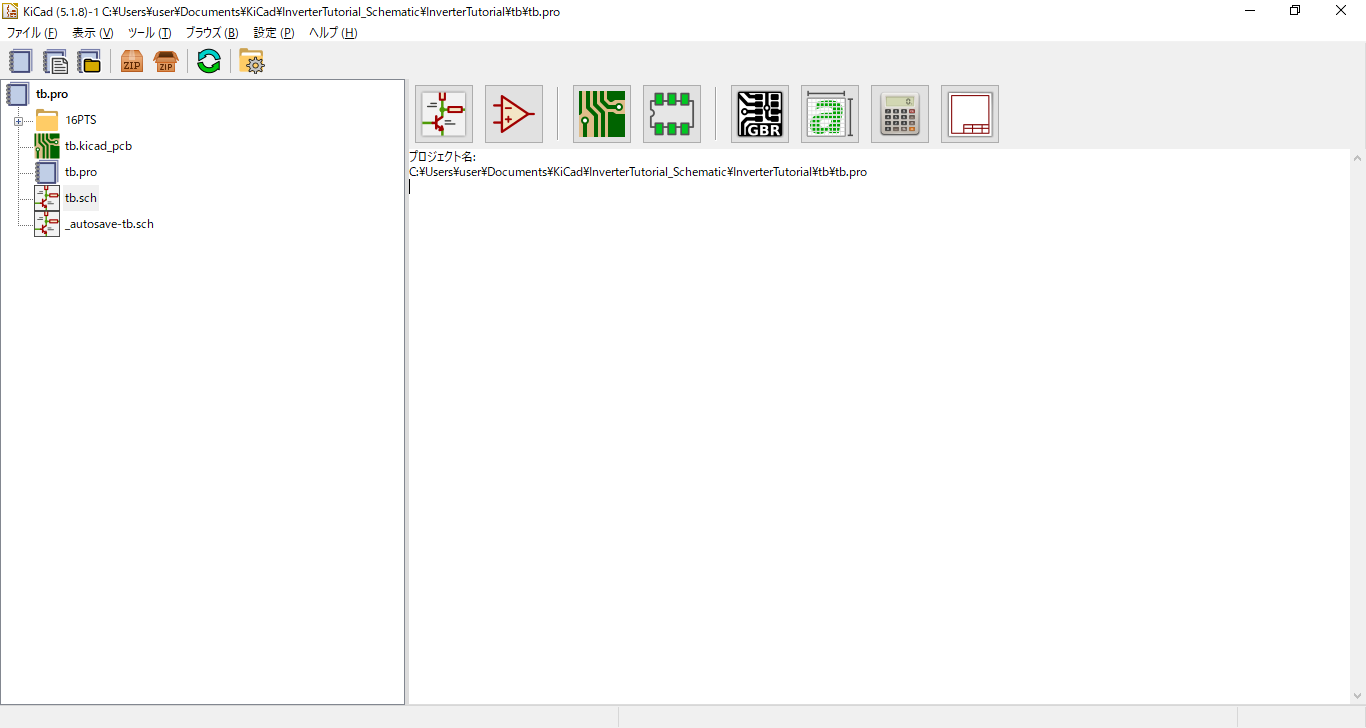 KiCad (5.1.8)-1 C:¥Users¥user¥Documents¥KiCad¥InverterTutorial_Schematic¥InverterTutorial¥tb¥tb.pro
ファイル (F) 表示 (V) ツール (T) ブラウズ (B) 設定 (P) ヘルプ (H)
ZIP ZIP
tb.pro
16PTS
tb.kicad_pcb
tb.pro
tb.sch
_autosave-tb.sch
GBR a 0.
プロジェクト名:
C:¥Users¥user¥Documents¥KiCad¥InverterTutorial_Schematic¥InverterTutorial¥tb¥tb.pro